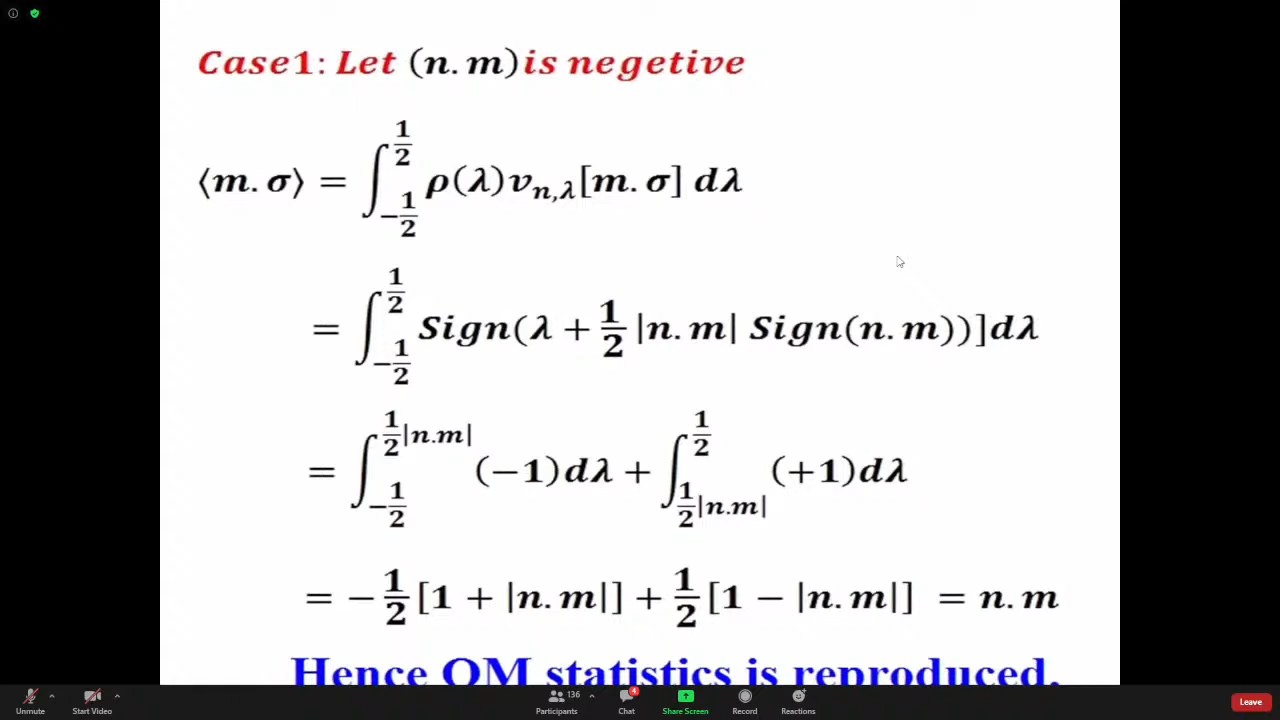 Case1: Let (n.m)is negetive
⟨m.σ⟩ = ∫_{-1/2}^{1/2} ρ(λ)v_{n,λ}[m.σ] dλ
= ∫_{-1/2}^{1/2} Sign(λ + 1/2 |n.m| Sign(n.m))]dλ
= ∫_{-1/2}^{1/2|n.m|} (−1)dλ + ∫_{1/2|n.m|}^{1/2} (+1)dλ
= −1/2[1 + |n.m|] + 1/2[1 − |n.m|] = n.m
Hence QM statistics is reproduced.
136
4
Unmute Start Video Participants Chat Share Screen Record Reactions Leave